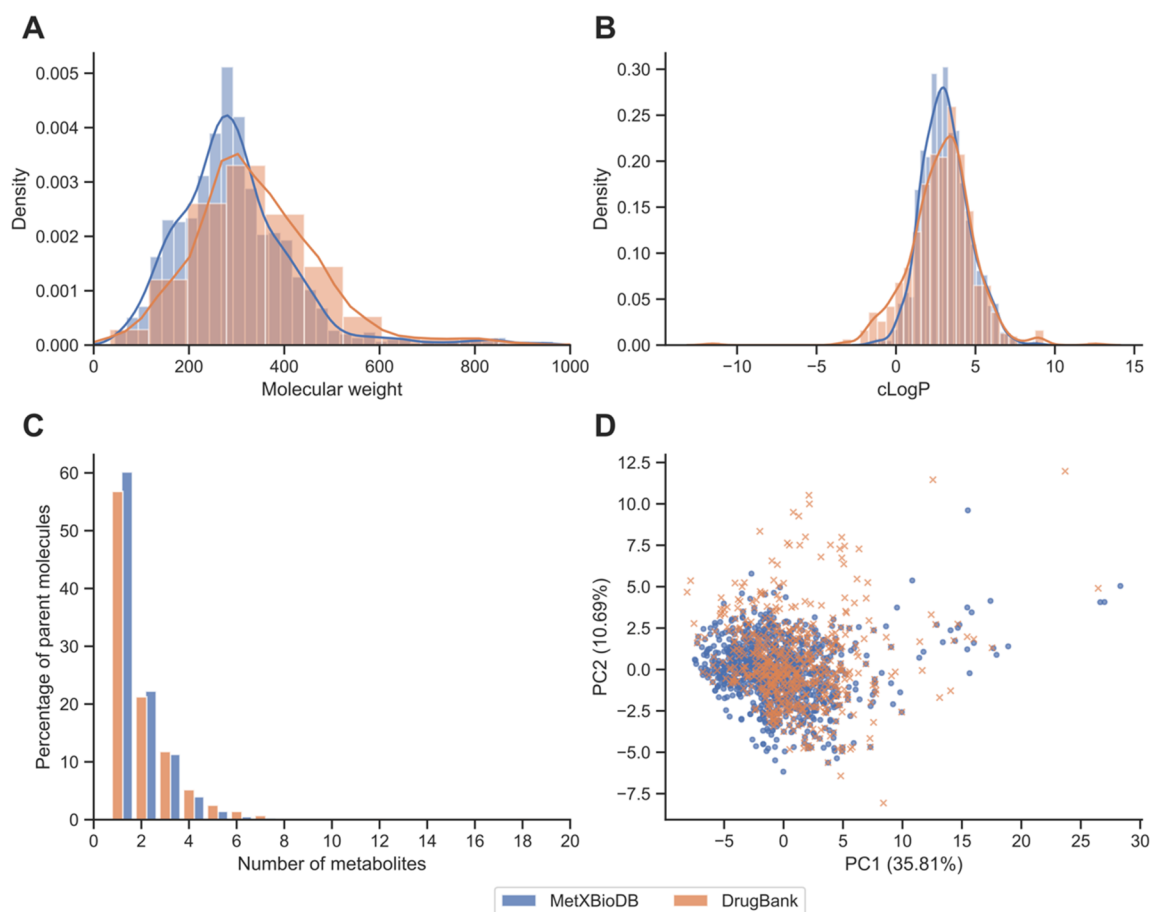 A
0.005
0.004
0.003
0.002
0.001
0.000
Density
0 200 400 600 800 1000
Molecular weight
B
0.30
0.25
0.20
0.15
0.10
0.05
0.00
Density
−10 −5 0 5 10 15
cLogP
C
60
50
40
30
20
10
0
Percentage of parent molecules
0 2 4 6 8 10 12 14 16 18 20
Number of metabolites
D
12.5
10.0
7.5
5.0
2.5
0.0
−2.5
−5.0
−7.5
PC2 (10.69%)
−5 0 5 10 15 20 25 30
PC1 (35.81%)
MetXBioDB DrugBank